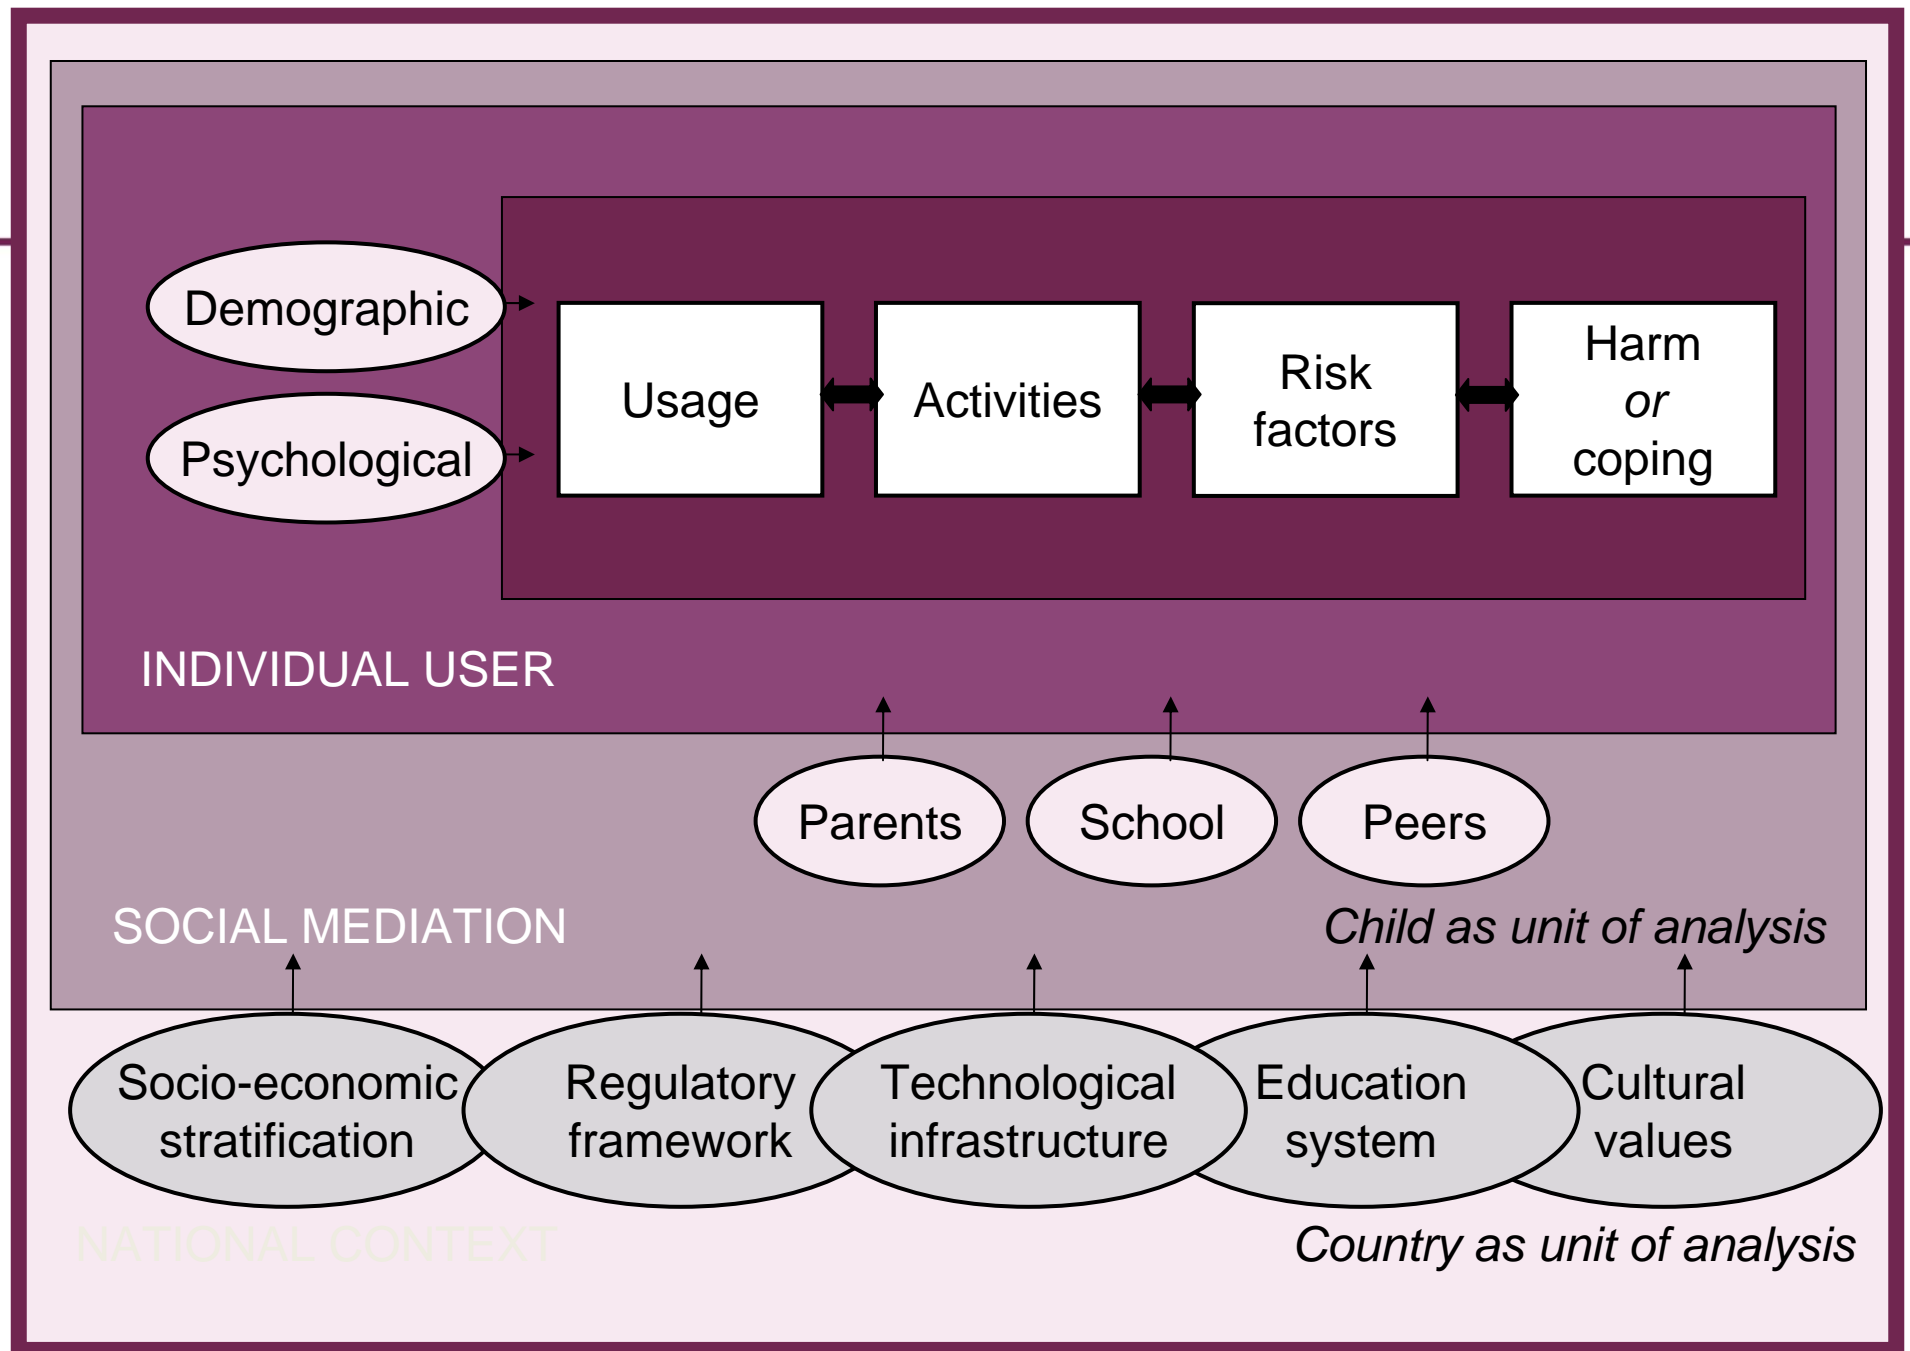 Demographic
Psychological
Usage
Activities
Risk
factors
Harm
or
coping
INDIVIDUAL USER
Parents
School
Peers
SOCIAL MEDIATION
Child as unit of analysis
Socio-economic
stratification
Regulatory
framework
Technological
infrastructure
Education
system
Cultural
values
NATIONAL CONTEXT
Country as unit of analysis